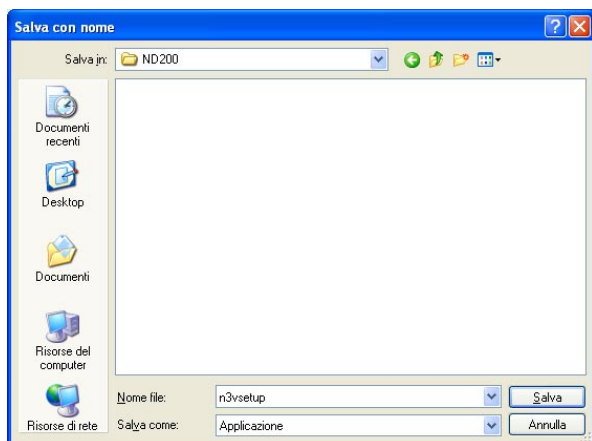 Salva con nome
Salva in: ND200
Documenti
recenti
Desktop
Documenti
Risorse del
computer
Risorse di rete
Nome file: n3vsetup Salva
Salva come: Applicazione Annulla